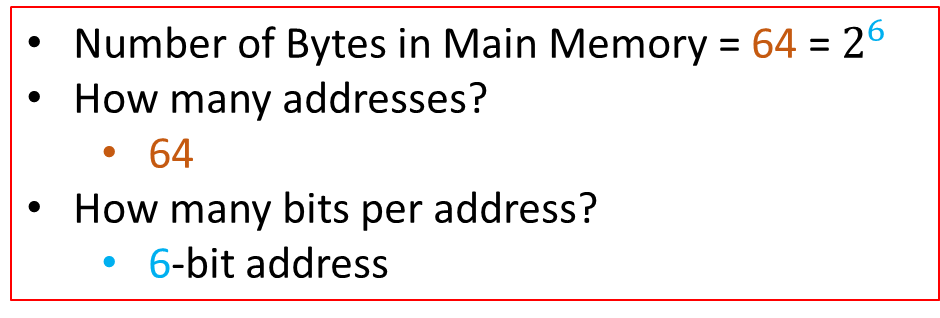 • Number of Bytes in Main Memory = 64 = 2⁶
• How many addresses?
• 64
• How many bits per address?
• 6-bit address